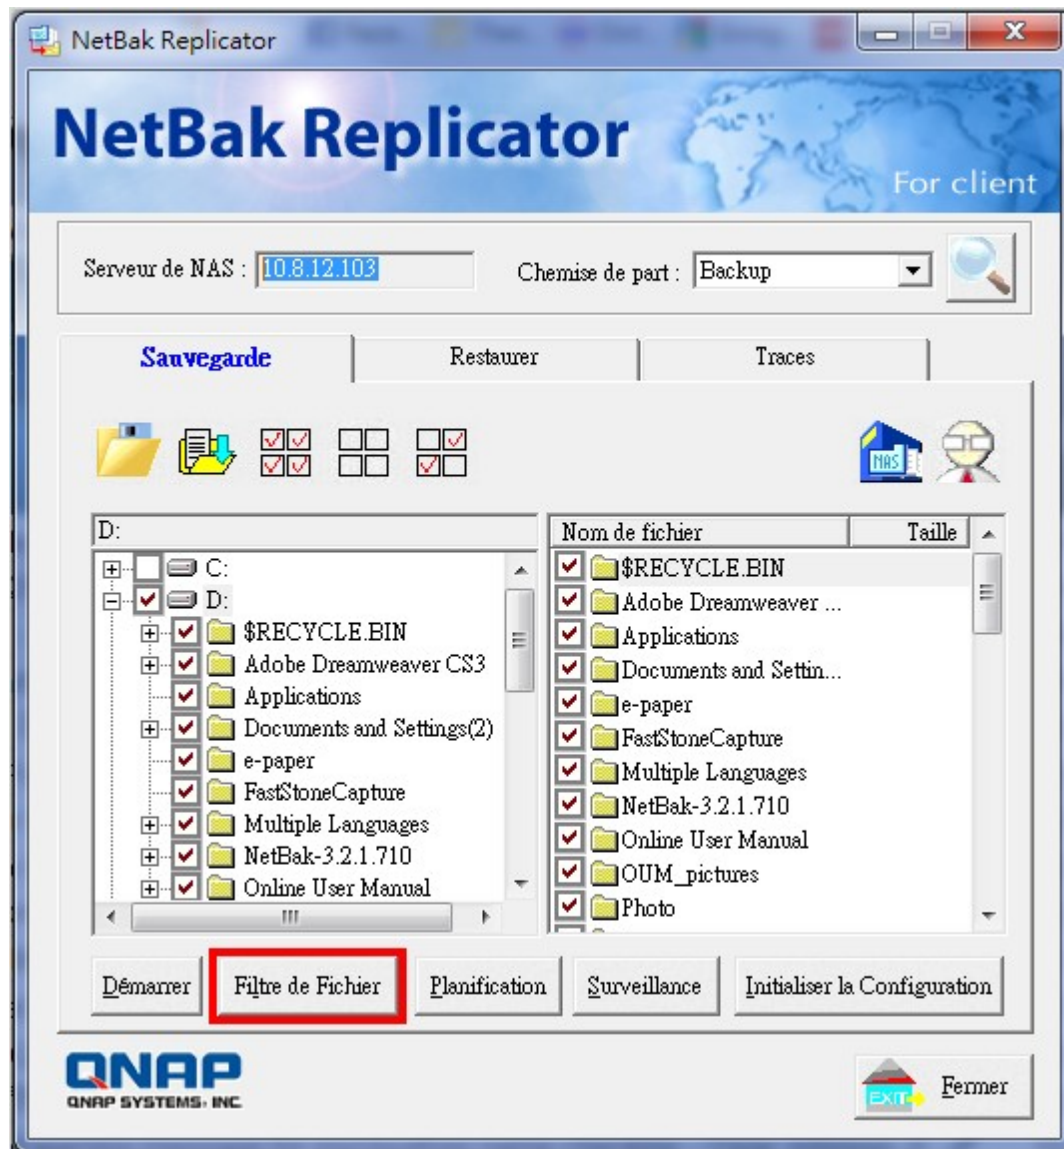 NetBak Replicator
NetBak Replicator
For client
Serveur de NAS : 10.8.12.103 Chemise de part : Backup
Sauvegarde Restaurer Traces
NAS
D:
C:
D:
$RECYCLE.BIN
Adobe Dreamweaver CS3
Applications
Documents and Settings(2)
e-paper
FastStoneCapture
Multiple Languages
NetBak-3.2.1.710
Online User Manual
Nom de fichier Taille
$RECYCLE.BIN
Adobe Dreamweaver ...
Applications
Documents and Settin...
e-paper
FastStoneCapture
Multiple Languages
NetBak-3.2.1.710
Online User Manual
OUM_pictures
Photo
Démarrer Filtre de Fichier Planification Surveillance Initialiser la Configuration
QNAP
QNAP SYSTEMS, INC.
EXIT Fermer